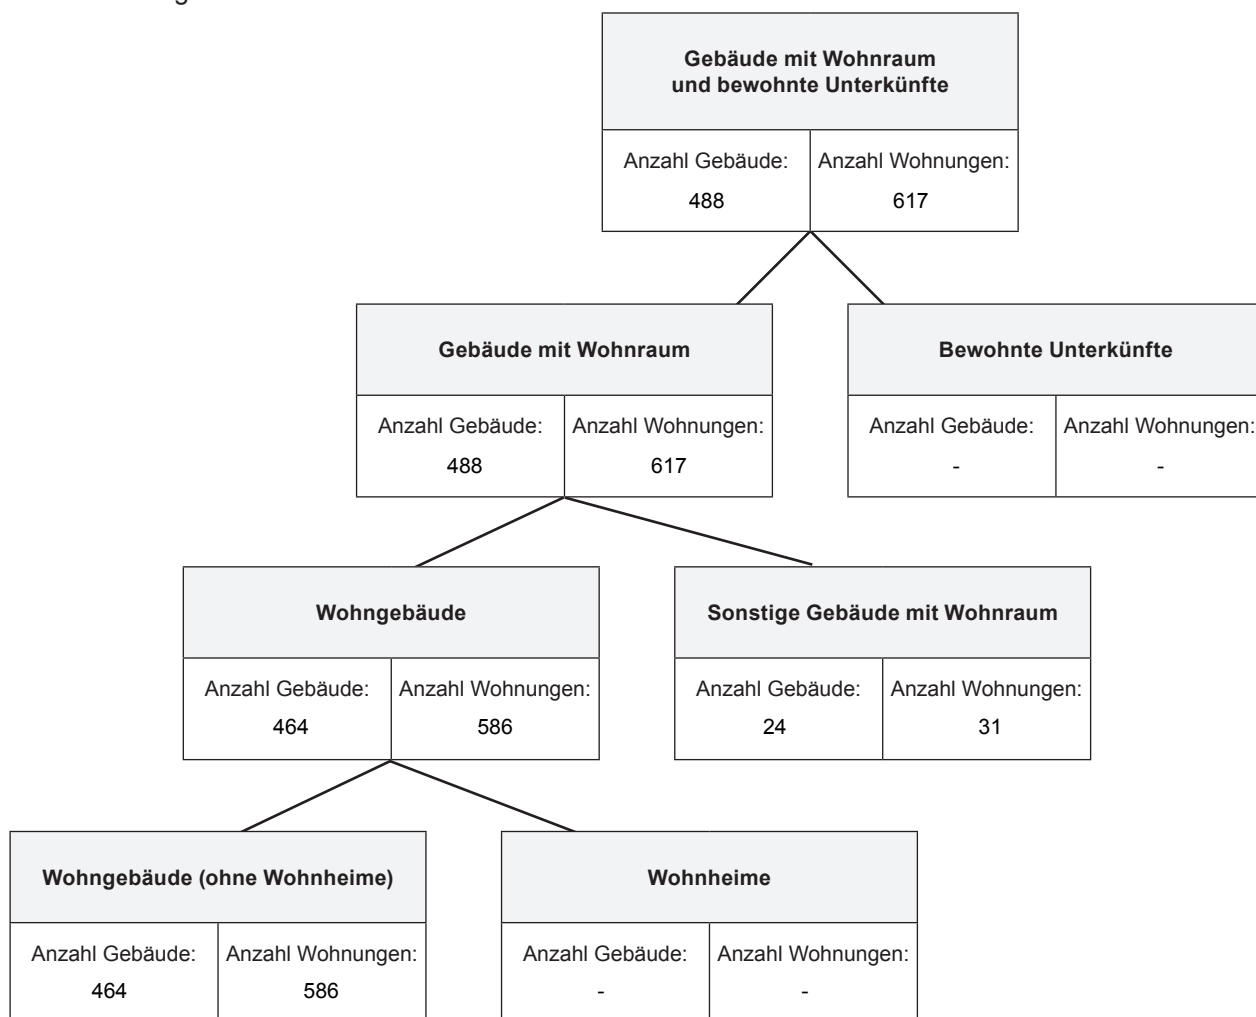 Gebäude mit Wohnraum
und bewohnte Unterkünfte
Anzahl Gebäude: Anzahl Wohnungen:
488 617
Gebäude mit Wohnraum
Anzahl Gebäude: Anzahl Wohnungen:
488 617
Bewohnte Unterkünfte
Anzahl Gebäude: Anzahl Wohnungen:
- -
Wohngebäude
Anzahl Gebäude: Anzahl Wohnungen:
464 586
Sonstige Gebäude mit Wohnraum
Anzahl Gebäude: Anzahl Wohnungen:
24 31
Wohngebäude (ohne Wohnheime)
Anzahl Gebäude: Anzahl Wohnungen:
464 586
Wohnheime
Anzahl Gebäude: Anzahl Wohnungen:
- -